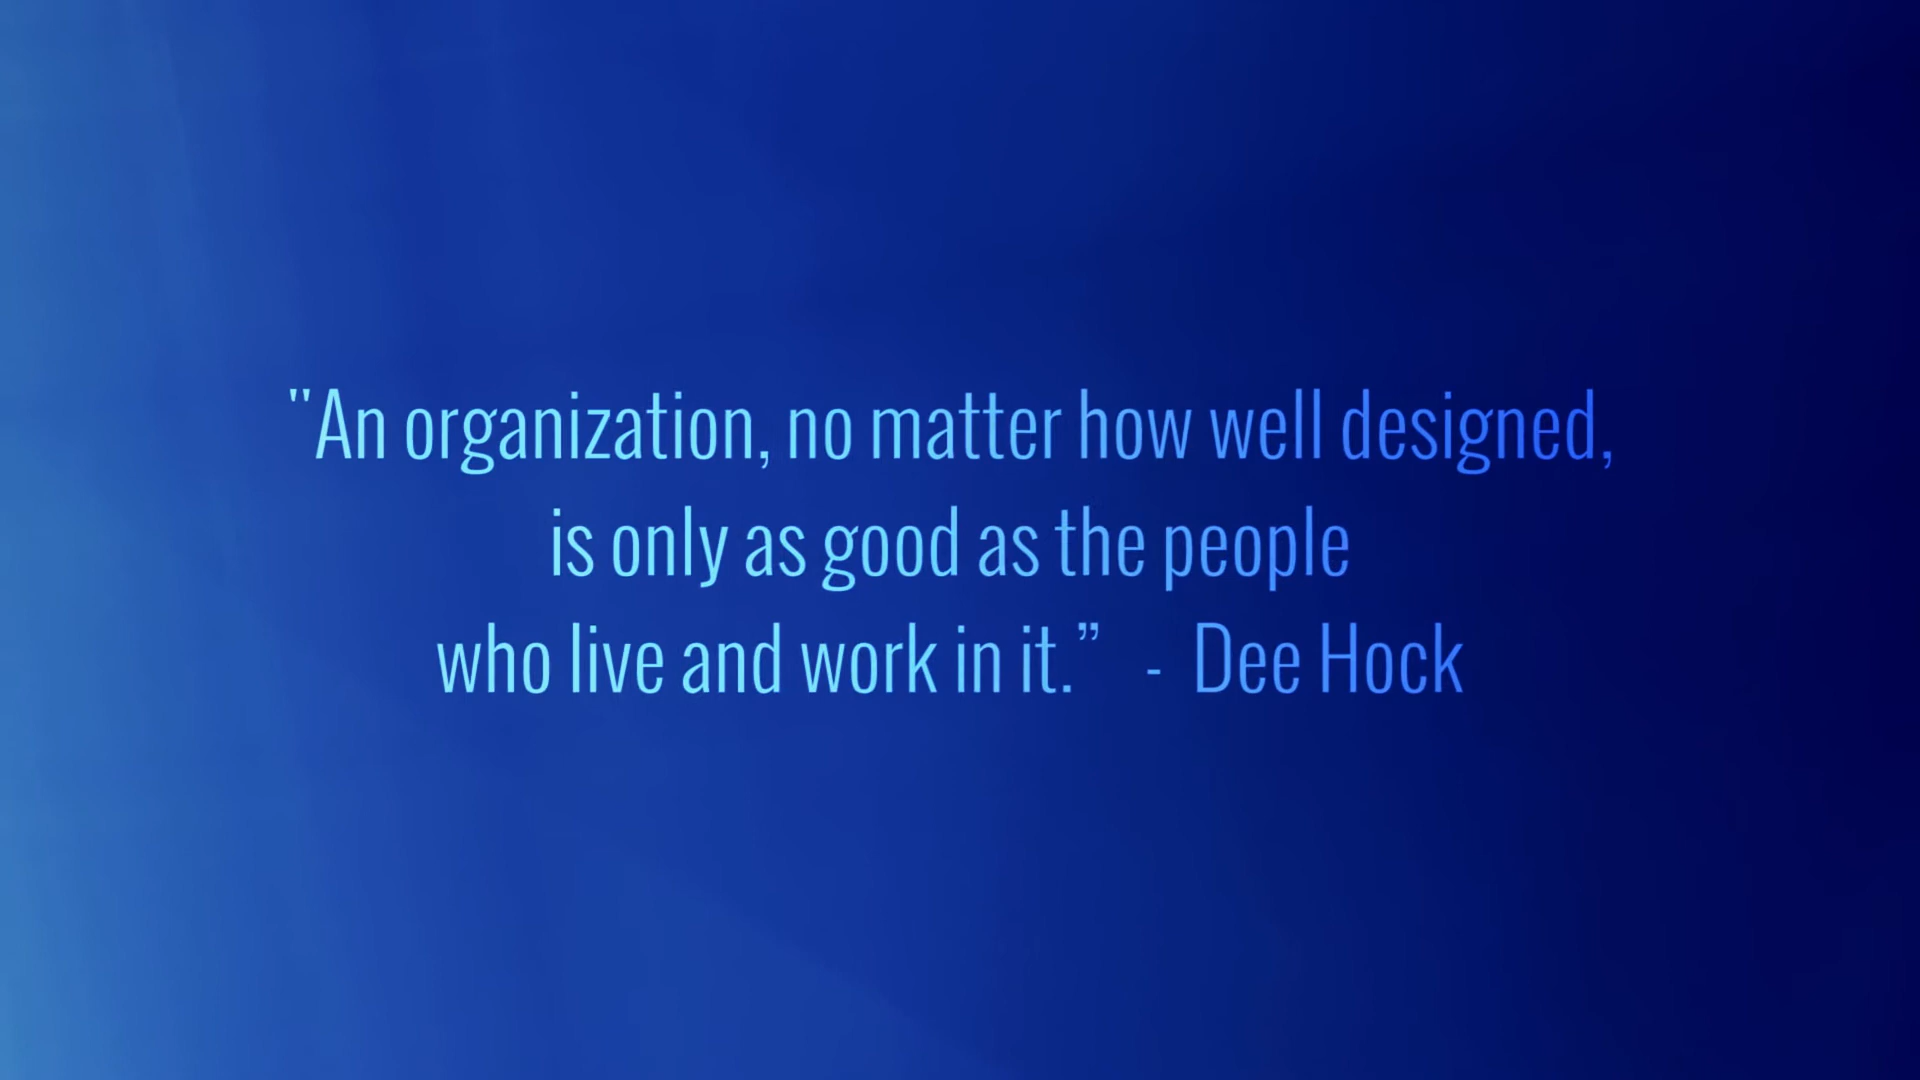 "An organization, no matter how well designed,
is only as good as the people
who live and work in it.” - Dee Hock